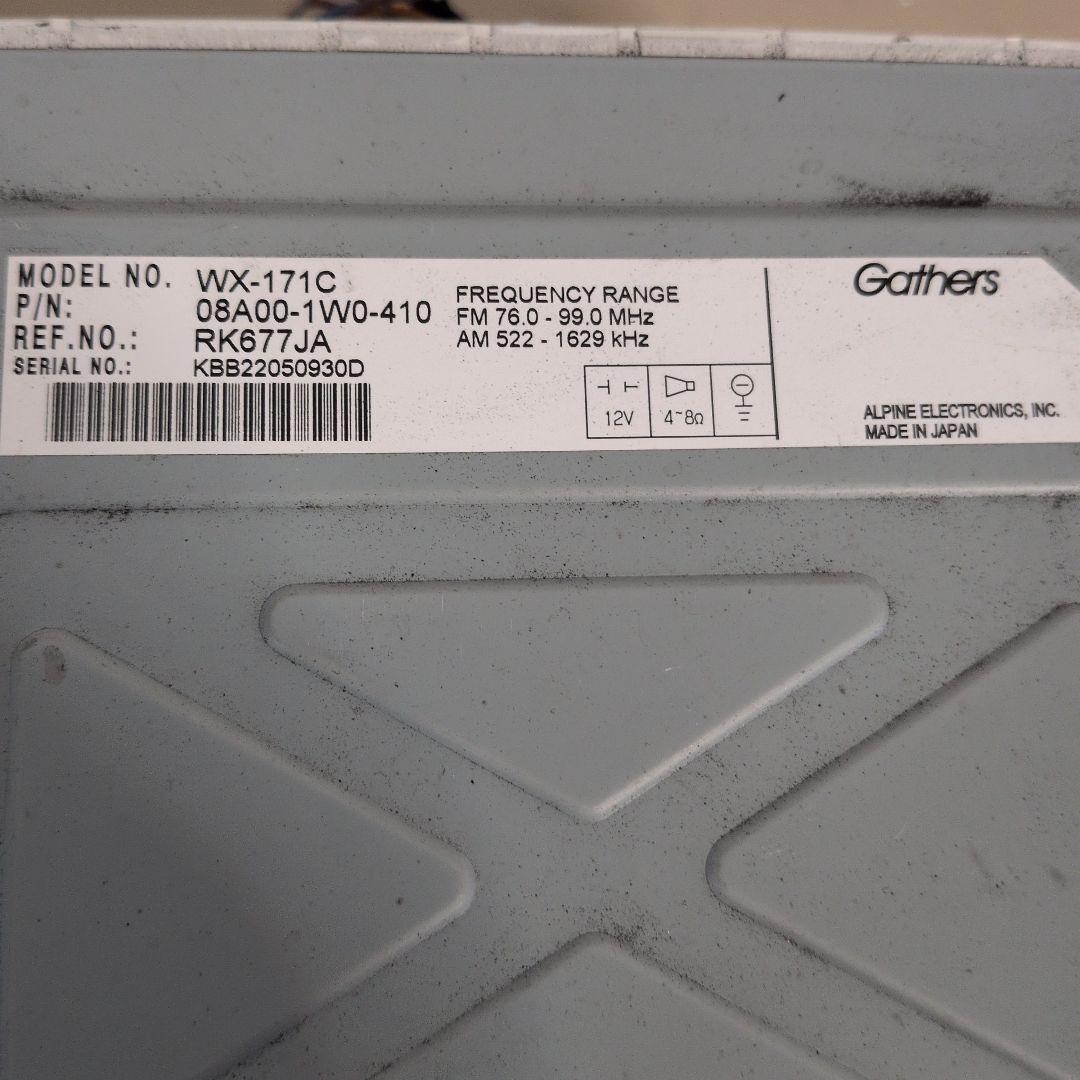 MODEL NO. WX-171C
P/N: 08A00-1W0-410
REF.NO.: RK677JA
SERIAL NO.: KBB22050930D
FREQUENCY RANGE
FM 76.0 - 99.0 MHz
AM 522 - 1629 kHz
12V 4~8Ω
Gathers
ALPINE ELECTRONICS, INC.
MADE IN JAPAN